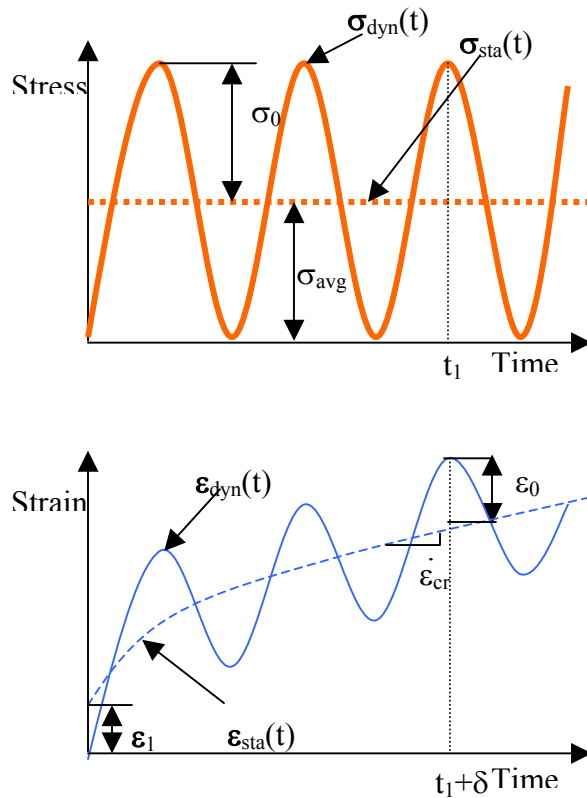 σdyn(t)
σsta(t)
Stress
σ0
σavg
t1
Time
Strain
εdyn(t)
ε0
ε̇cr
ε1
εsta(t)
t1+δ
Time